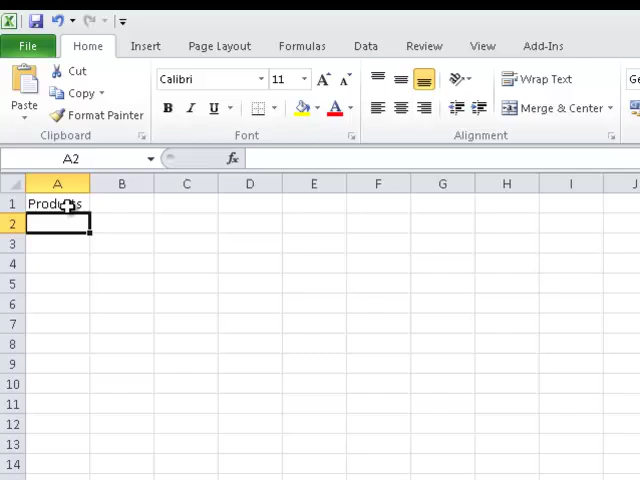 File Home Insert Page Layout Formulas Data Review View Add-Ins
Cut
Calibri 11 A A Wrap Text Ge
Paste Copy
B I U A Merge & Center
Format Painter
Clipboard Font Alignment
A2 fx
A B C D E F G H I J
1 Products
2
3
4
5
6
7
8
9
10
11
12
13
14